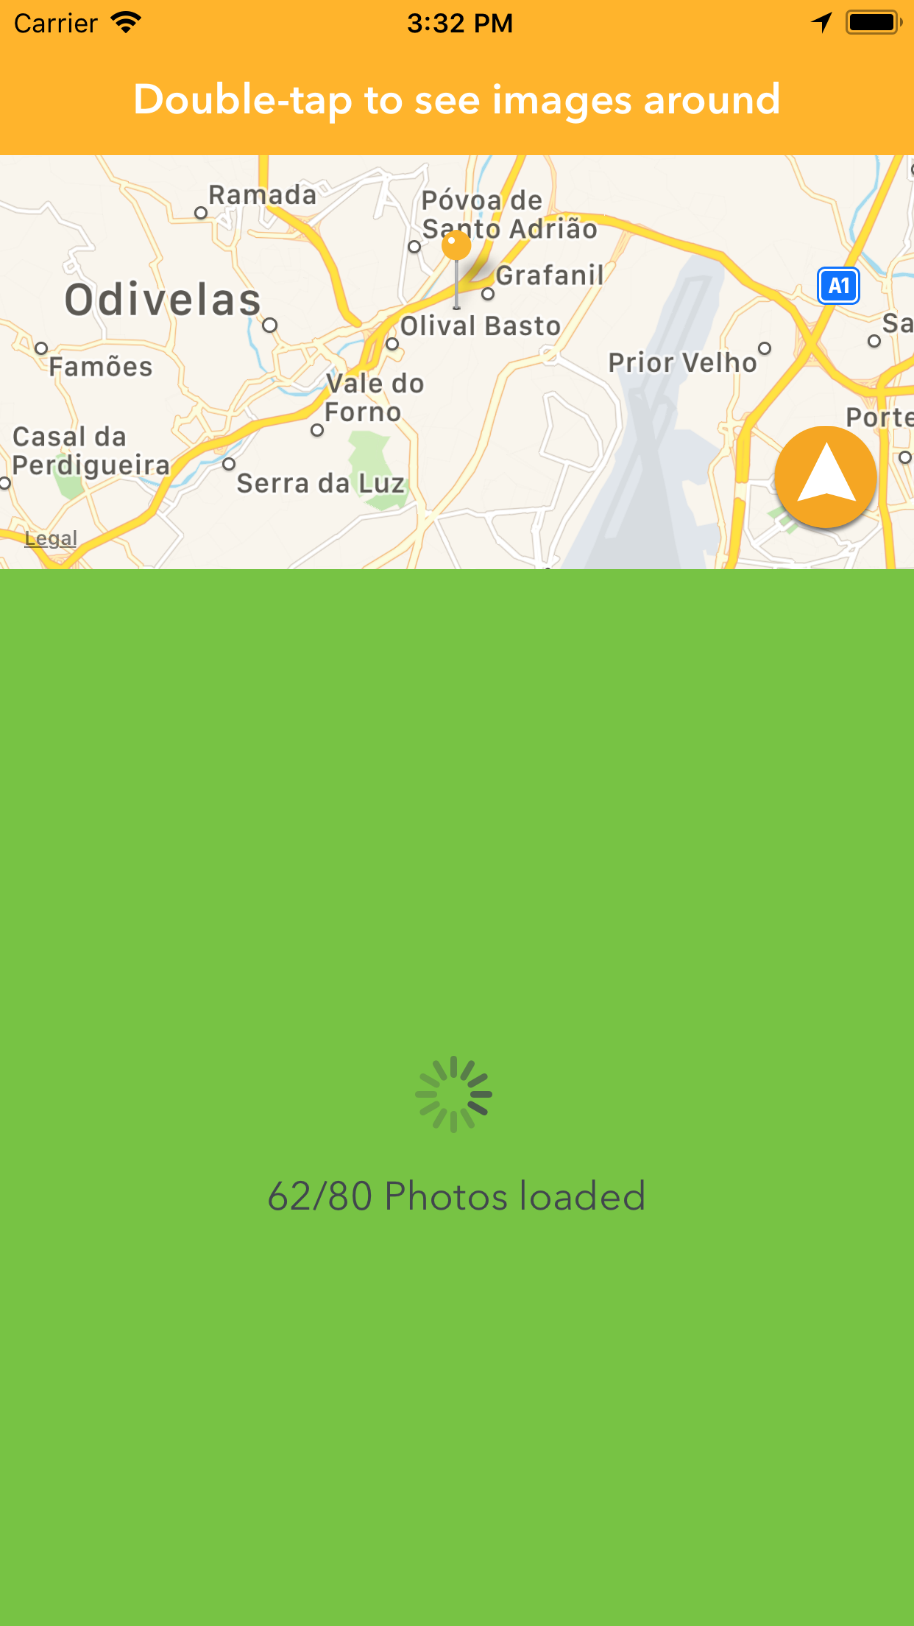 Carrier 3:32 PM
Double-tap to see images around
Ramada
Póvoa de
Santo Adrião
Grafanil
A1
Odivelas
Olival Basto
Sa
Famões
Prior Velho
Vale do
Forno
Porte
Casal da
Perdigueira
Serra da Luz
Legal
62/80 Photos loaded